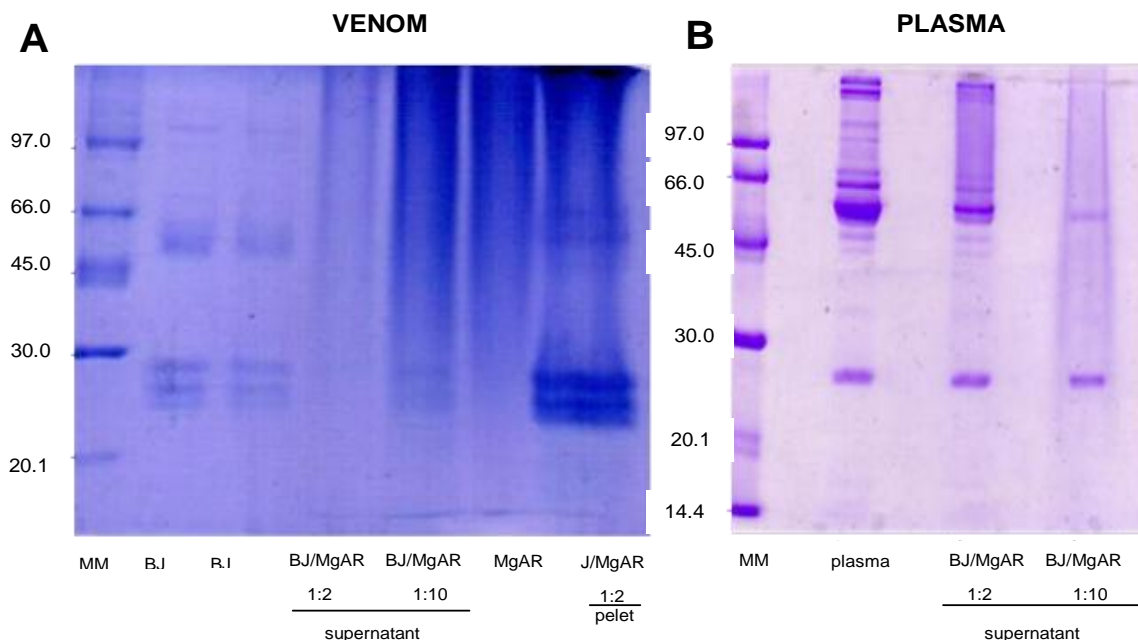 A
VENOM
97.0
66.0
45.0
30.0
20.1
MM BJ BJ BJ/MgAR BJ/MgAR MgAR J/MgAR
1:2 1:10 1:2
supernatant pelet
B
PLASMA
97.0
66.0
45.0
30.0
20.1
14.4
MM plasma BJ/MgAR BJ/MgAR
1:2 1:10
supernatant